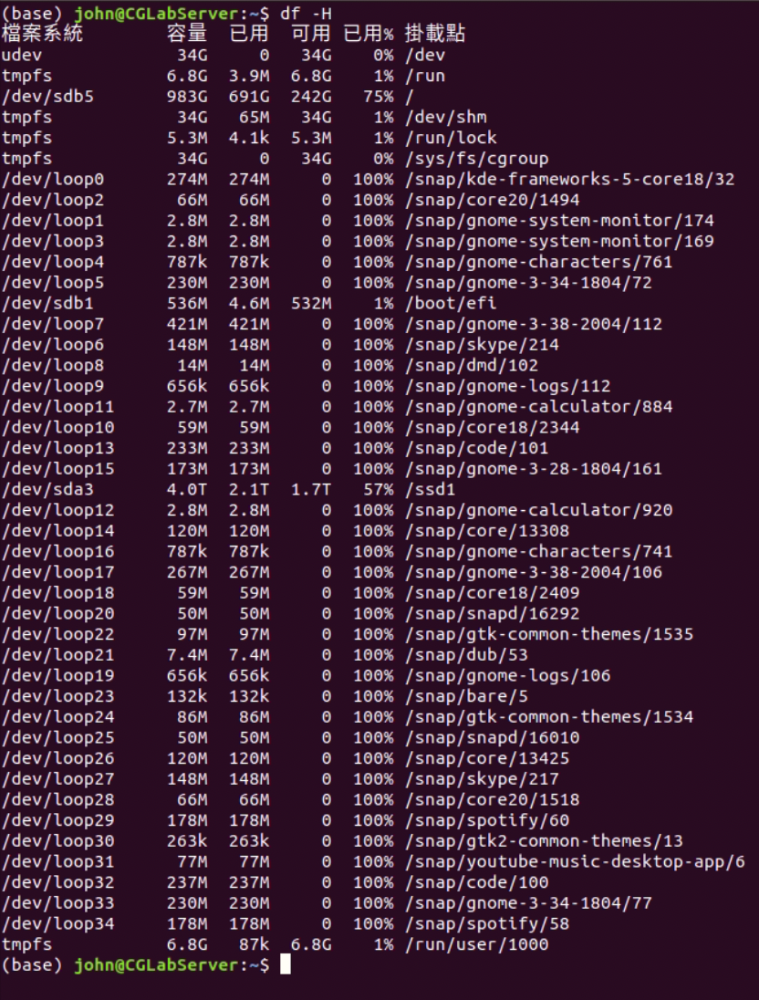 (base) john@CGLabServer:~$ df -H
檔案系統 容量 已用 可用 已用% 掛載點
udev 34G 0 34G 0% /dev
tmpfs 6.8G 3.9M 6.8G 1% /run
/dev/sdb5 983G 691G 242G 75% /
tmpfs 34G 65M 34G 1% /dev/shm
tmpfs 5.3M 4.1k 5.3M 1% /run/lock
tmpfs 34G 0 34G 0% /sys/fs/cgroup
/dev/loop0 274M 274M 0 100% /snap/kde-frameworks-5-core18/32
/dev/loop2 66M 66M 0 100% /snap/core20/1494
/dev/loop1 2.8M 2.8M 0 100% /snap/gnome-system-monitor/174
/dev/loop3 2.8M 2.8M 0 100% /snap/gnome-system-monitor/169
/dev/loop4 787k 787k 0 100% /snap/gnome-characters/761
/dev/loop5 230M 230M 0 100% /snap/gnome-3-34-1804/72
/dev/sdb1 536M 4.6M 532M 1% /boot/efi
/dev/loop7 421M 421M 0 100% /snap/gnome-3-38-2004/112
/dev/loop6 148M 148M 0 100% /snap/skype/214
/dev/loop8 14M 14M 0 100% /snap/dmd/102
/dev/loop9 656k 656k 0 100% /snap/gnome-logs/112
/dev/loop11 2.7M 2.7M 0 100% /snap/gnome-calculator/884
/dev/loop10 59M 59M 0 100% /snap/core18/2344
/dev/loop13 233M 233M 0 100% /snap/code/101
/dev/loop15 173M 173M 0 100% /snap/gnome-3-28-1804/161
/dev/sda3 4.0T 2.1T 1.7T 57% /ssd1
/dev/loop12 2.8M 2.8M 0 100% /snap/gnome-calculator/920
/dev/loop14 120M 120M 0 100% /snap/core/13308
/dev/loop16 787k 787k 0 100% /snap/gnome-characters/741
/dev/loop17 267M 267M 0 100% /snap/gnome-3-38-2004/106
/dev/loop18 59M 59M 0 100% /snap/core18/2409
/dev/loop20 50M 50M 0 100% /snap/snapd/16292
/dev/loop22 97M 97M 0 100% /snap/gtk-common-themes/1535
/dev/loop21 7.4M 7.4M 0 100% /snap/dub/53
/dev/loop19 656k 656k 0 100% /snap/gnome-logs/106
/dev/loop23 132k 132k 0 100% /snap/bare/5
/dev/loop24 86M 86M 0 100% /snap/gtk-common-themes/1534
/dev/loop25 50M 50M 0 100% /snap/snapd/16010
/dev/loop26 120M 120M 0 100% /snap/core/13425
/dev/loop27 148M 148M 0 100% /snap/skype/217
/dev/loop28 66M 66M 0 100% /snap/core20/1518
/dev/loop29 178M 178M 0 100% /snap/spotify/60
/dev/loop30 263k 263k 0 100% /snap/gtk2-common-themes/13
/dev/loop31 77M 77M 0 100% /snap/youtube-music-desktop-app/6
/dev/loop32 237M 237M 0 100% /snap/code/100
/dev/loop33 230M 230M 0 100% /snap/gnome-3-34-1804/77
/dev/loop34 178M 178M 0 100% /snap/spotify/58
tmpfs 6.8G 87k 6.8G 1% /run/user/1000
(base) john@CGLabServer:~$